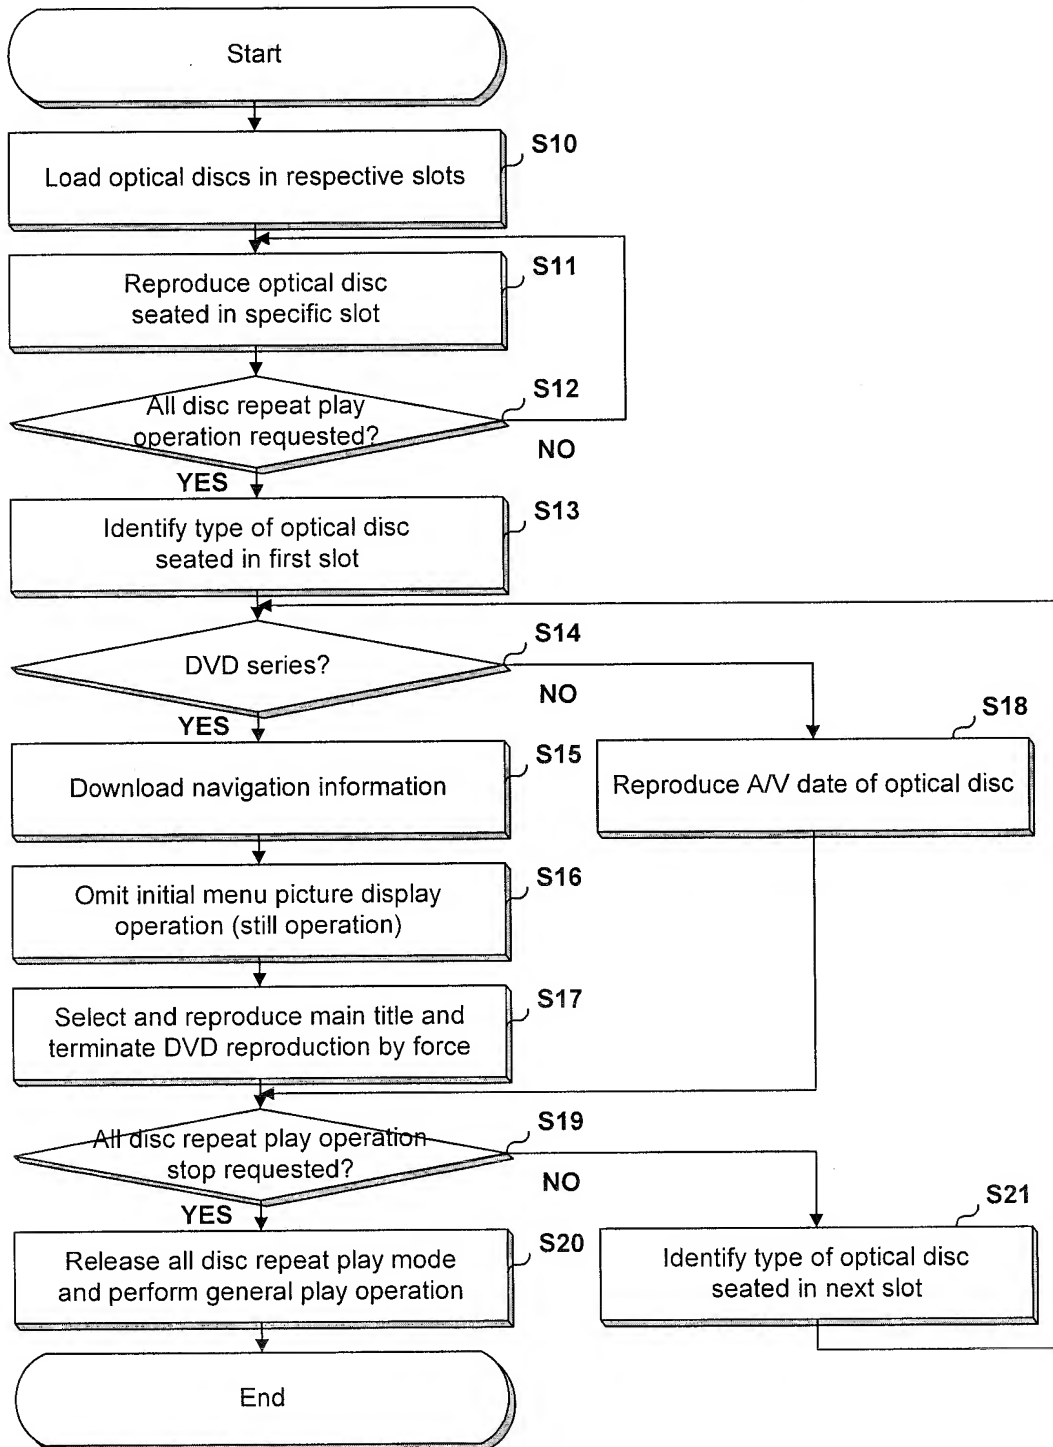 Start
S10
Load optical discs in respective slots
S11
Reproduce optical disc
seated in specific slot
S12
All disc repeat play
operation requested?
NO
YES
S13
Identify type of optical disc
seated in first slot
S14
DVD series?
NO
YES
S18
Reproduce A/V date of optical disc
S15
Download navigation information
S16
Omit initial menu picture display
operation (still operation)
S17
Select and reproduce main title and
terminate DVD reproduction by force
S19
All disc repeat play operation
stop requested?
NO
YES
S21
Identify type of optical disc
seated in next slot
S20
Release all disc repeat play mode
and perform general play operation
End